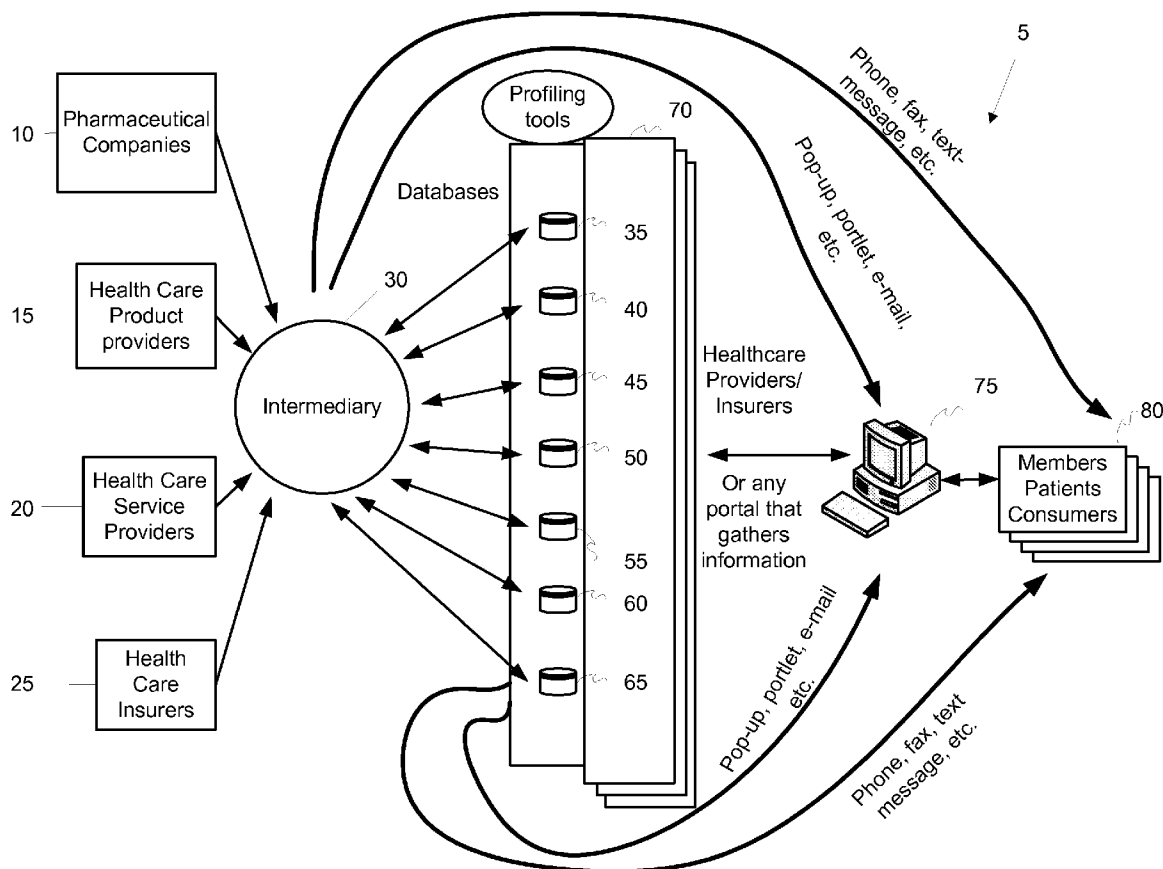 5
10
Pharmaceutical
Companies
15
Health Care
Product
providers
20
Health Care
Service
Providers
25
Health
Care
Insurers
30
Intermediary
Profiling
tools
70
Databases
35
40
45
50
55
60
65
Healthcare
Providers/
Insurers
Or any
portal that
gathers
information
75
80
Members
Patients
Consumers
Phone, fax, text-
message, etc.
Pop-up, portlet, e-mail,
etc.
Pop-up, portlet, e-mail
etc.
Phone, fax, text
message, etc.